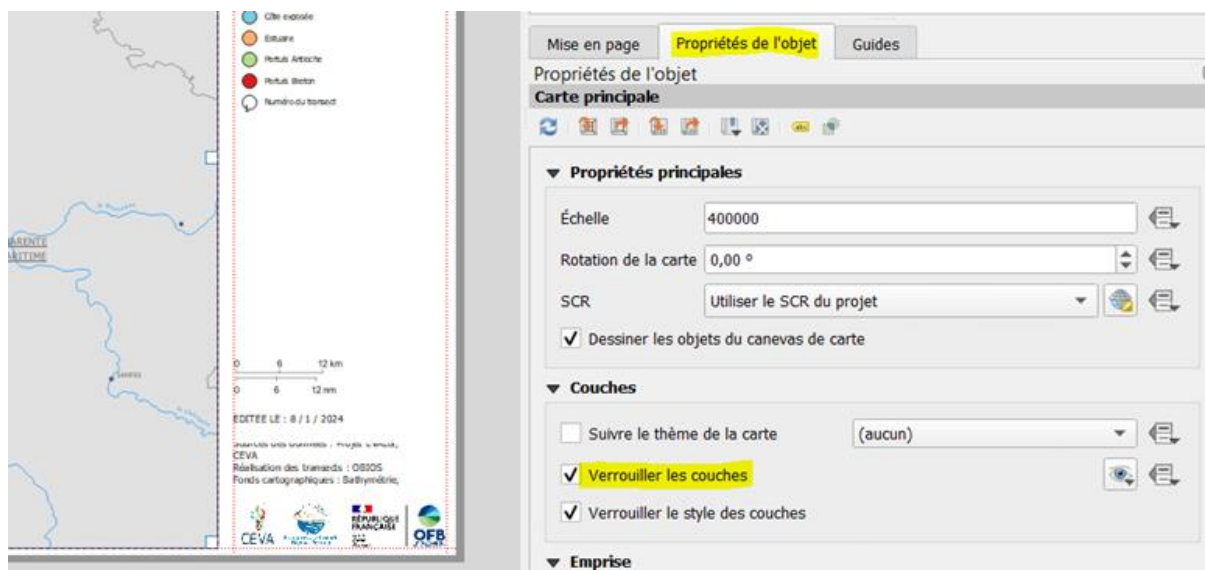 Côte exposée
Estuaire
Pertuis Antioche
Pertuis Breton
Numéro du transect
ARENTE
ARITIME
0 6 12 km
0 6 12 nm
EDITEE LE : 8 / 1 / 2024
CEVA
Réalisation des transects : OBIOS
Fonds cartographiques : Bathymétrie,
CEVA
RÉPUBLIQUE
FRANÇAISE
OFB
Mise en page Propriétés de l'objet Guides
Propriétés de l'objet
Carte principale
abc
Propriétés principales
Échelle 400000
Rotation de la carte 0,00 °
SCR Utiliser le SCR du projet
Dessiner les objets du canevas de carte
Couches
Suivre le thème de la carte (aucun)
Verrouiller les couches
Verrouiller le style des couches
Emprise